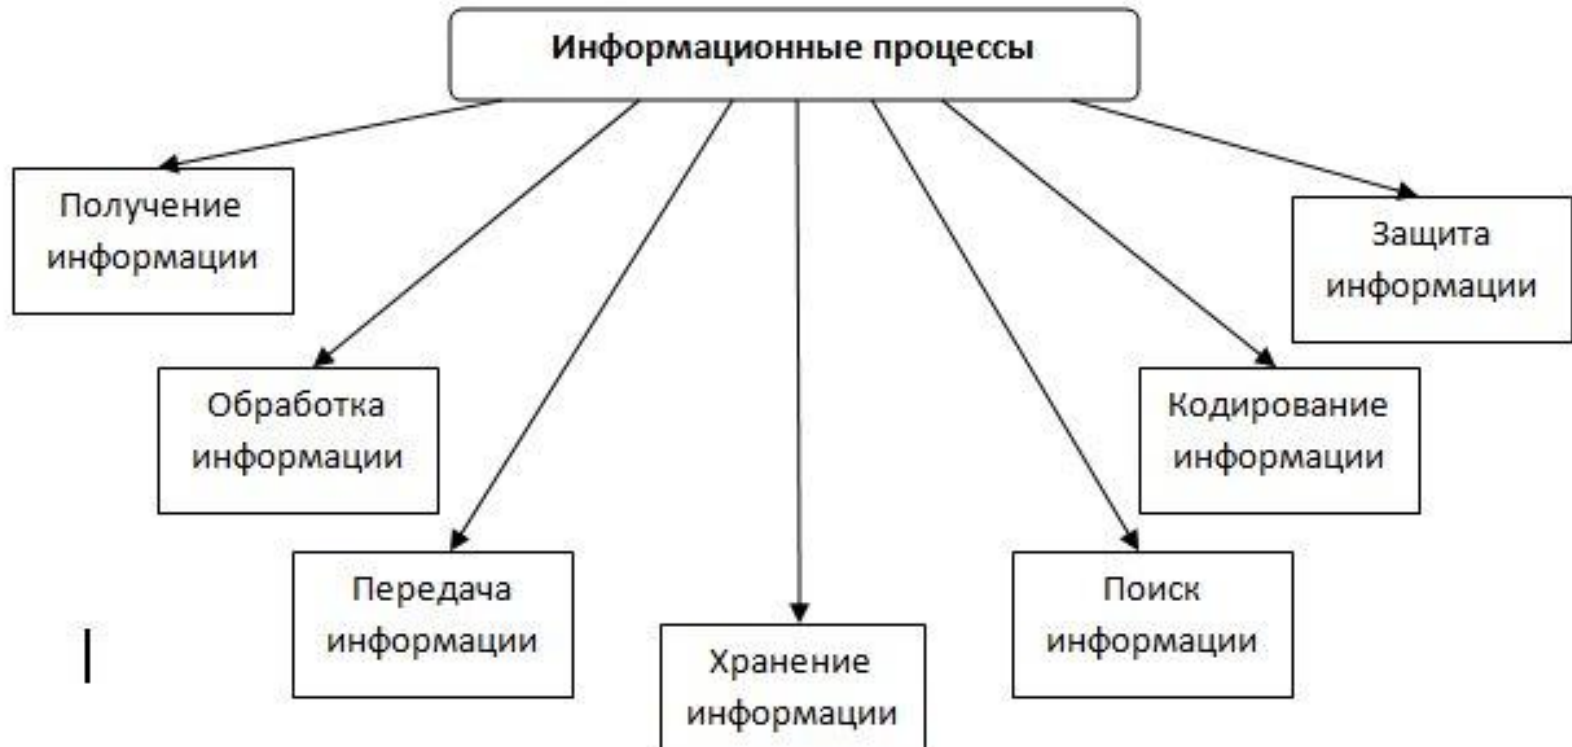 Информационные процессы
Получение
информации
Обработка
информации
Передача
информации
Хранение
информации
Поиск
информации
Кодирование
информации
Защита
информации